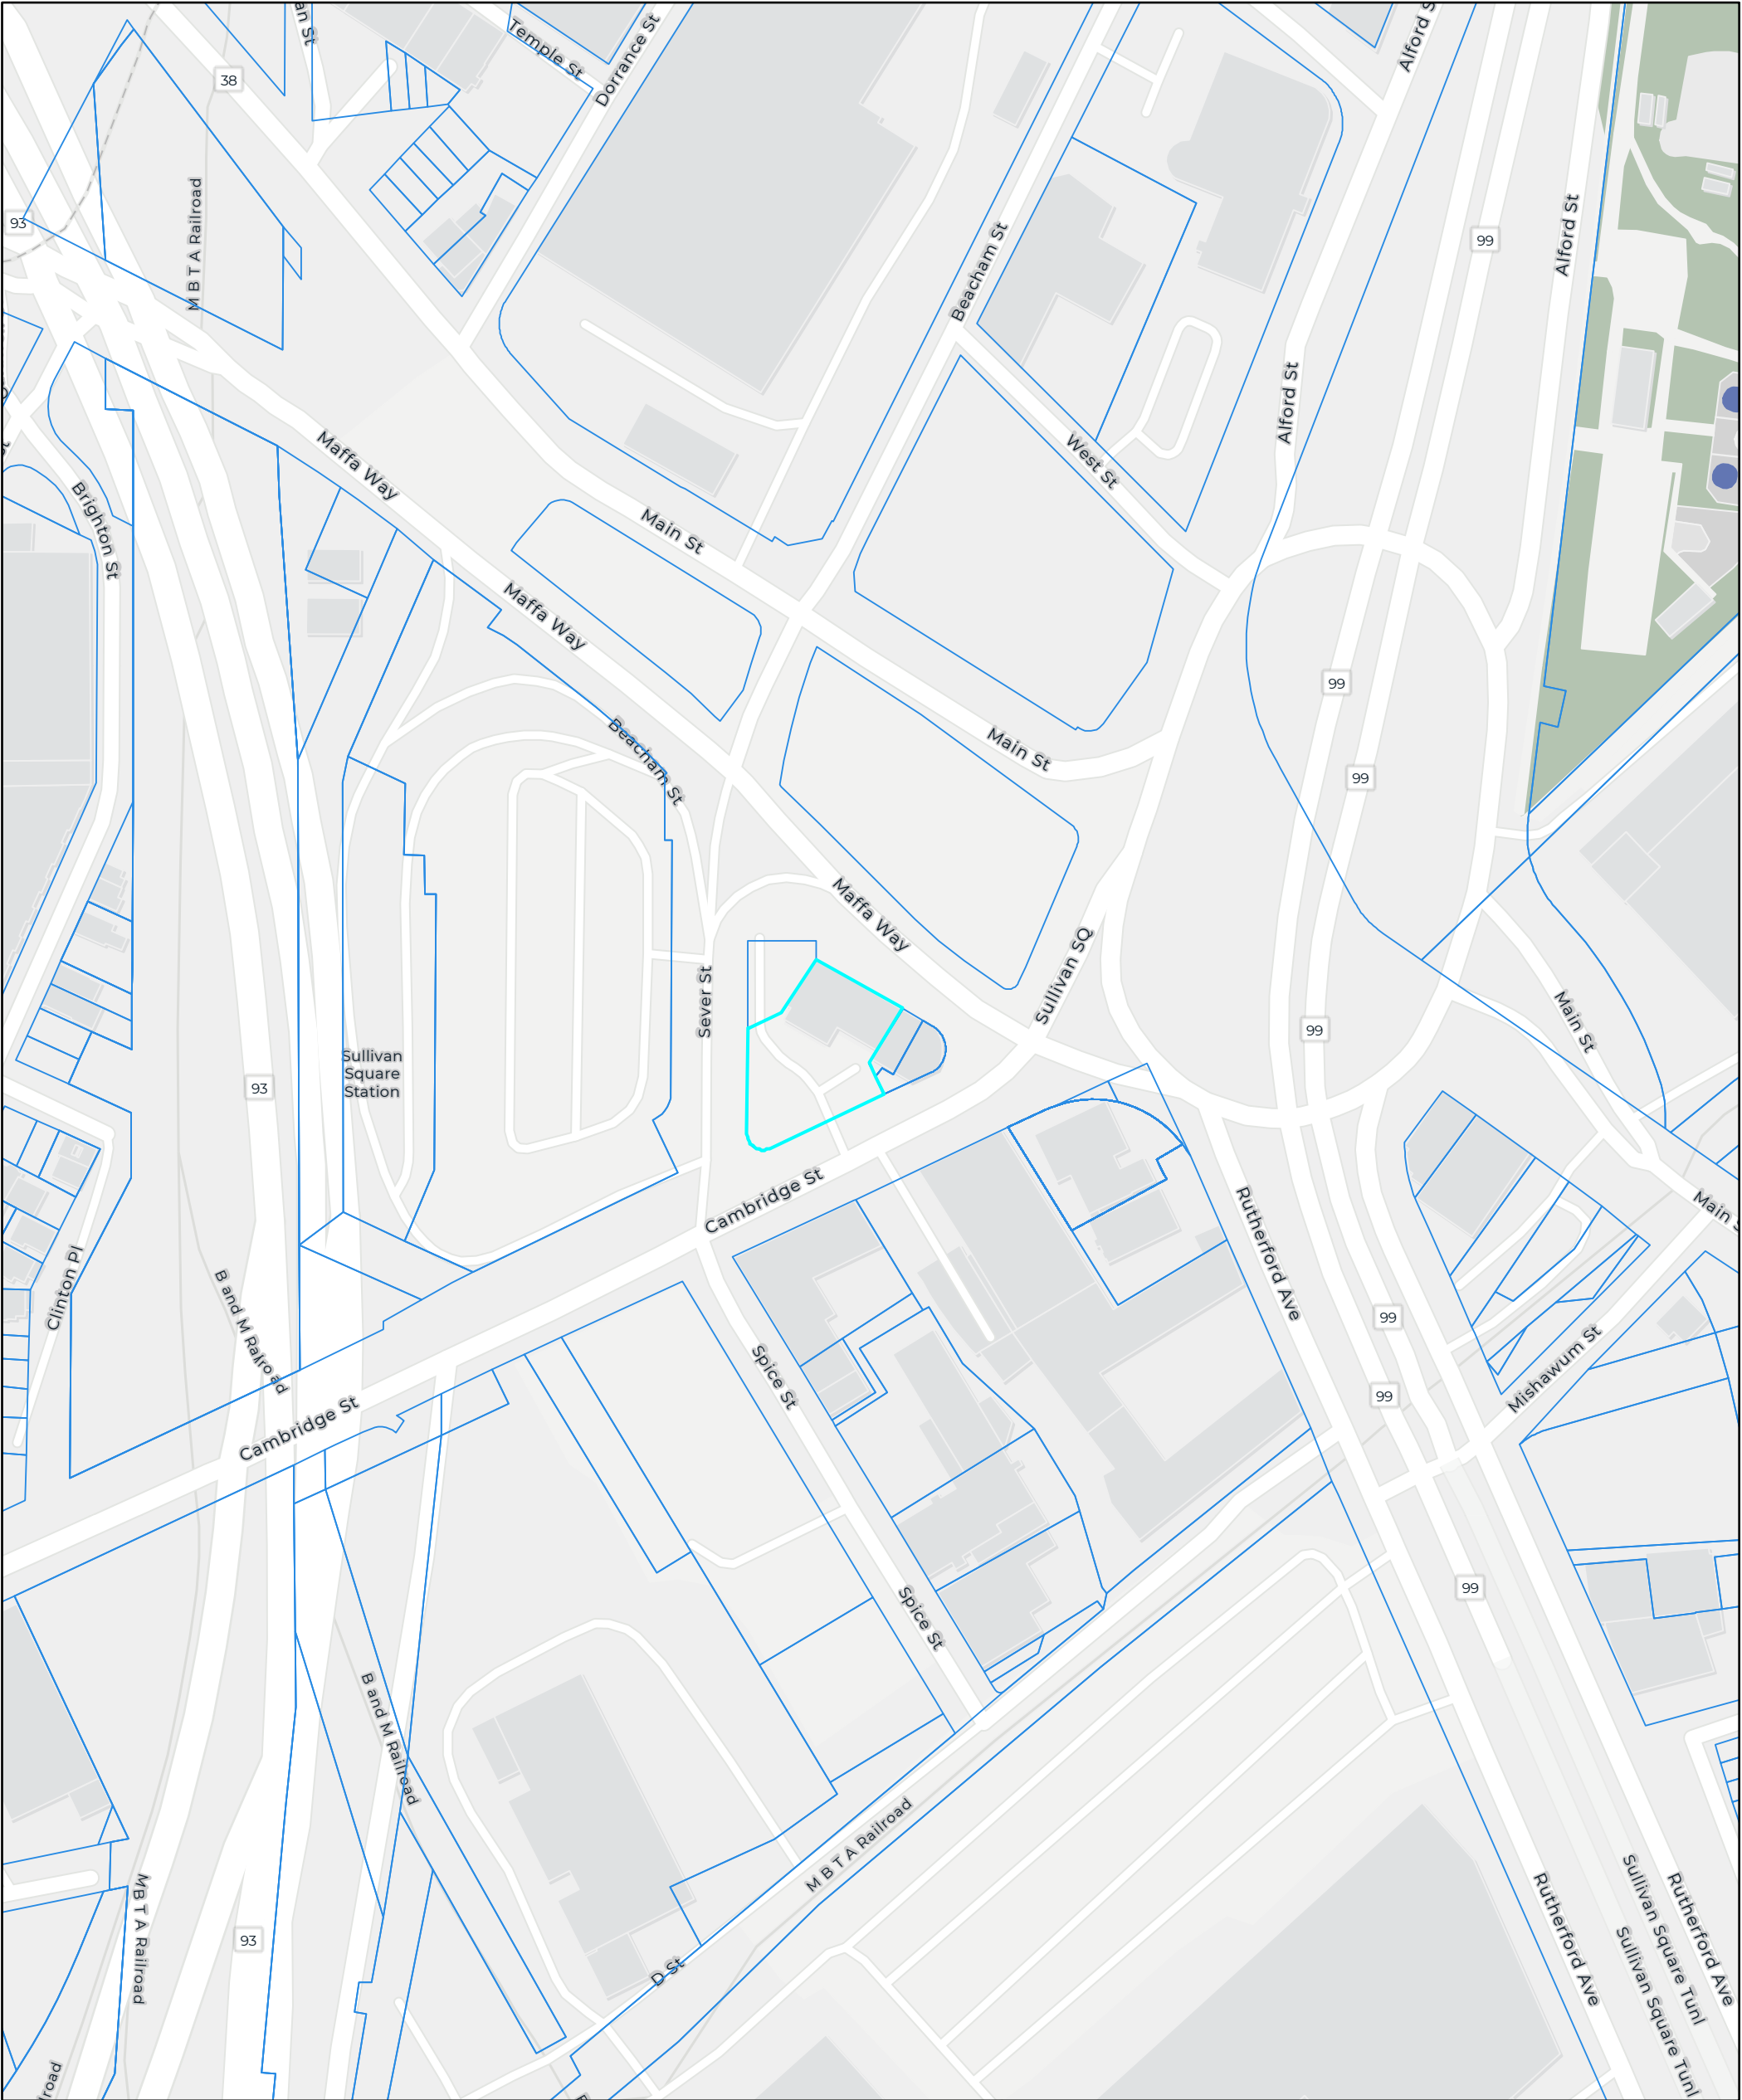 an St
Temple St
Dorrance St
Alford S
38
93
M B T A Railroad
Beacham St
99
Alford St
Alford St
Maffa Way
West St
Brighton St
Main St
Maffa Way
99
Beacham St
Main St
99
Maffa Way
Sullivan SQ
Sever St
Main St
99
Sullivan
Square
Station
93
Cambridge St
Main S
Rutherford Ave
Clinton Pl
B and M Railroad
99
Spice St
Mishawum St
99
Cambridge St
99
Spice St
B and M Railroad
M B T A Railroad
M B T A Railroad
93
D St
Rutherford Ave
Sullivan Square Tunl
Rutherford Ave
Sullivan Square Tunl
lroad